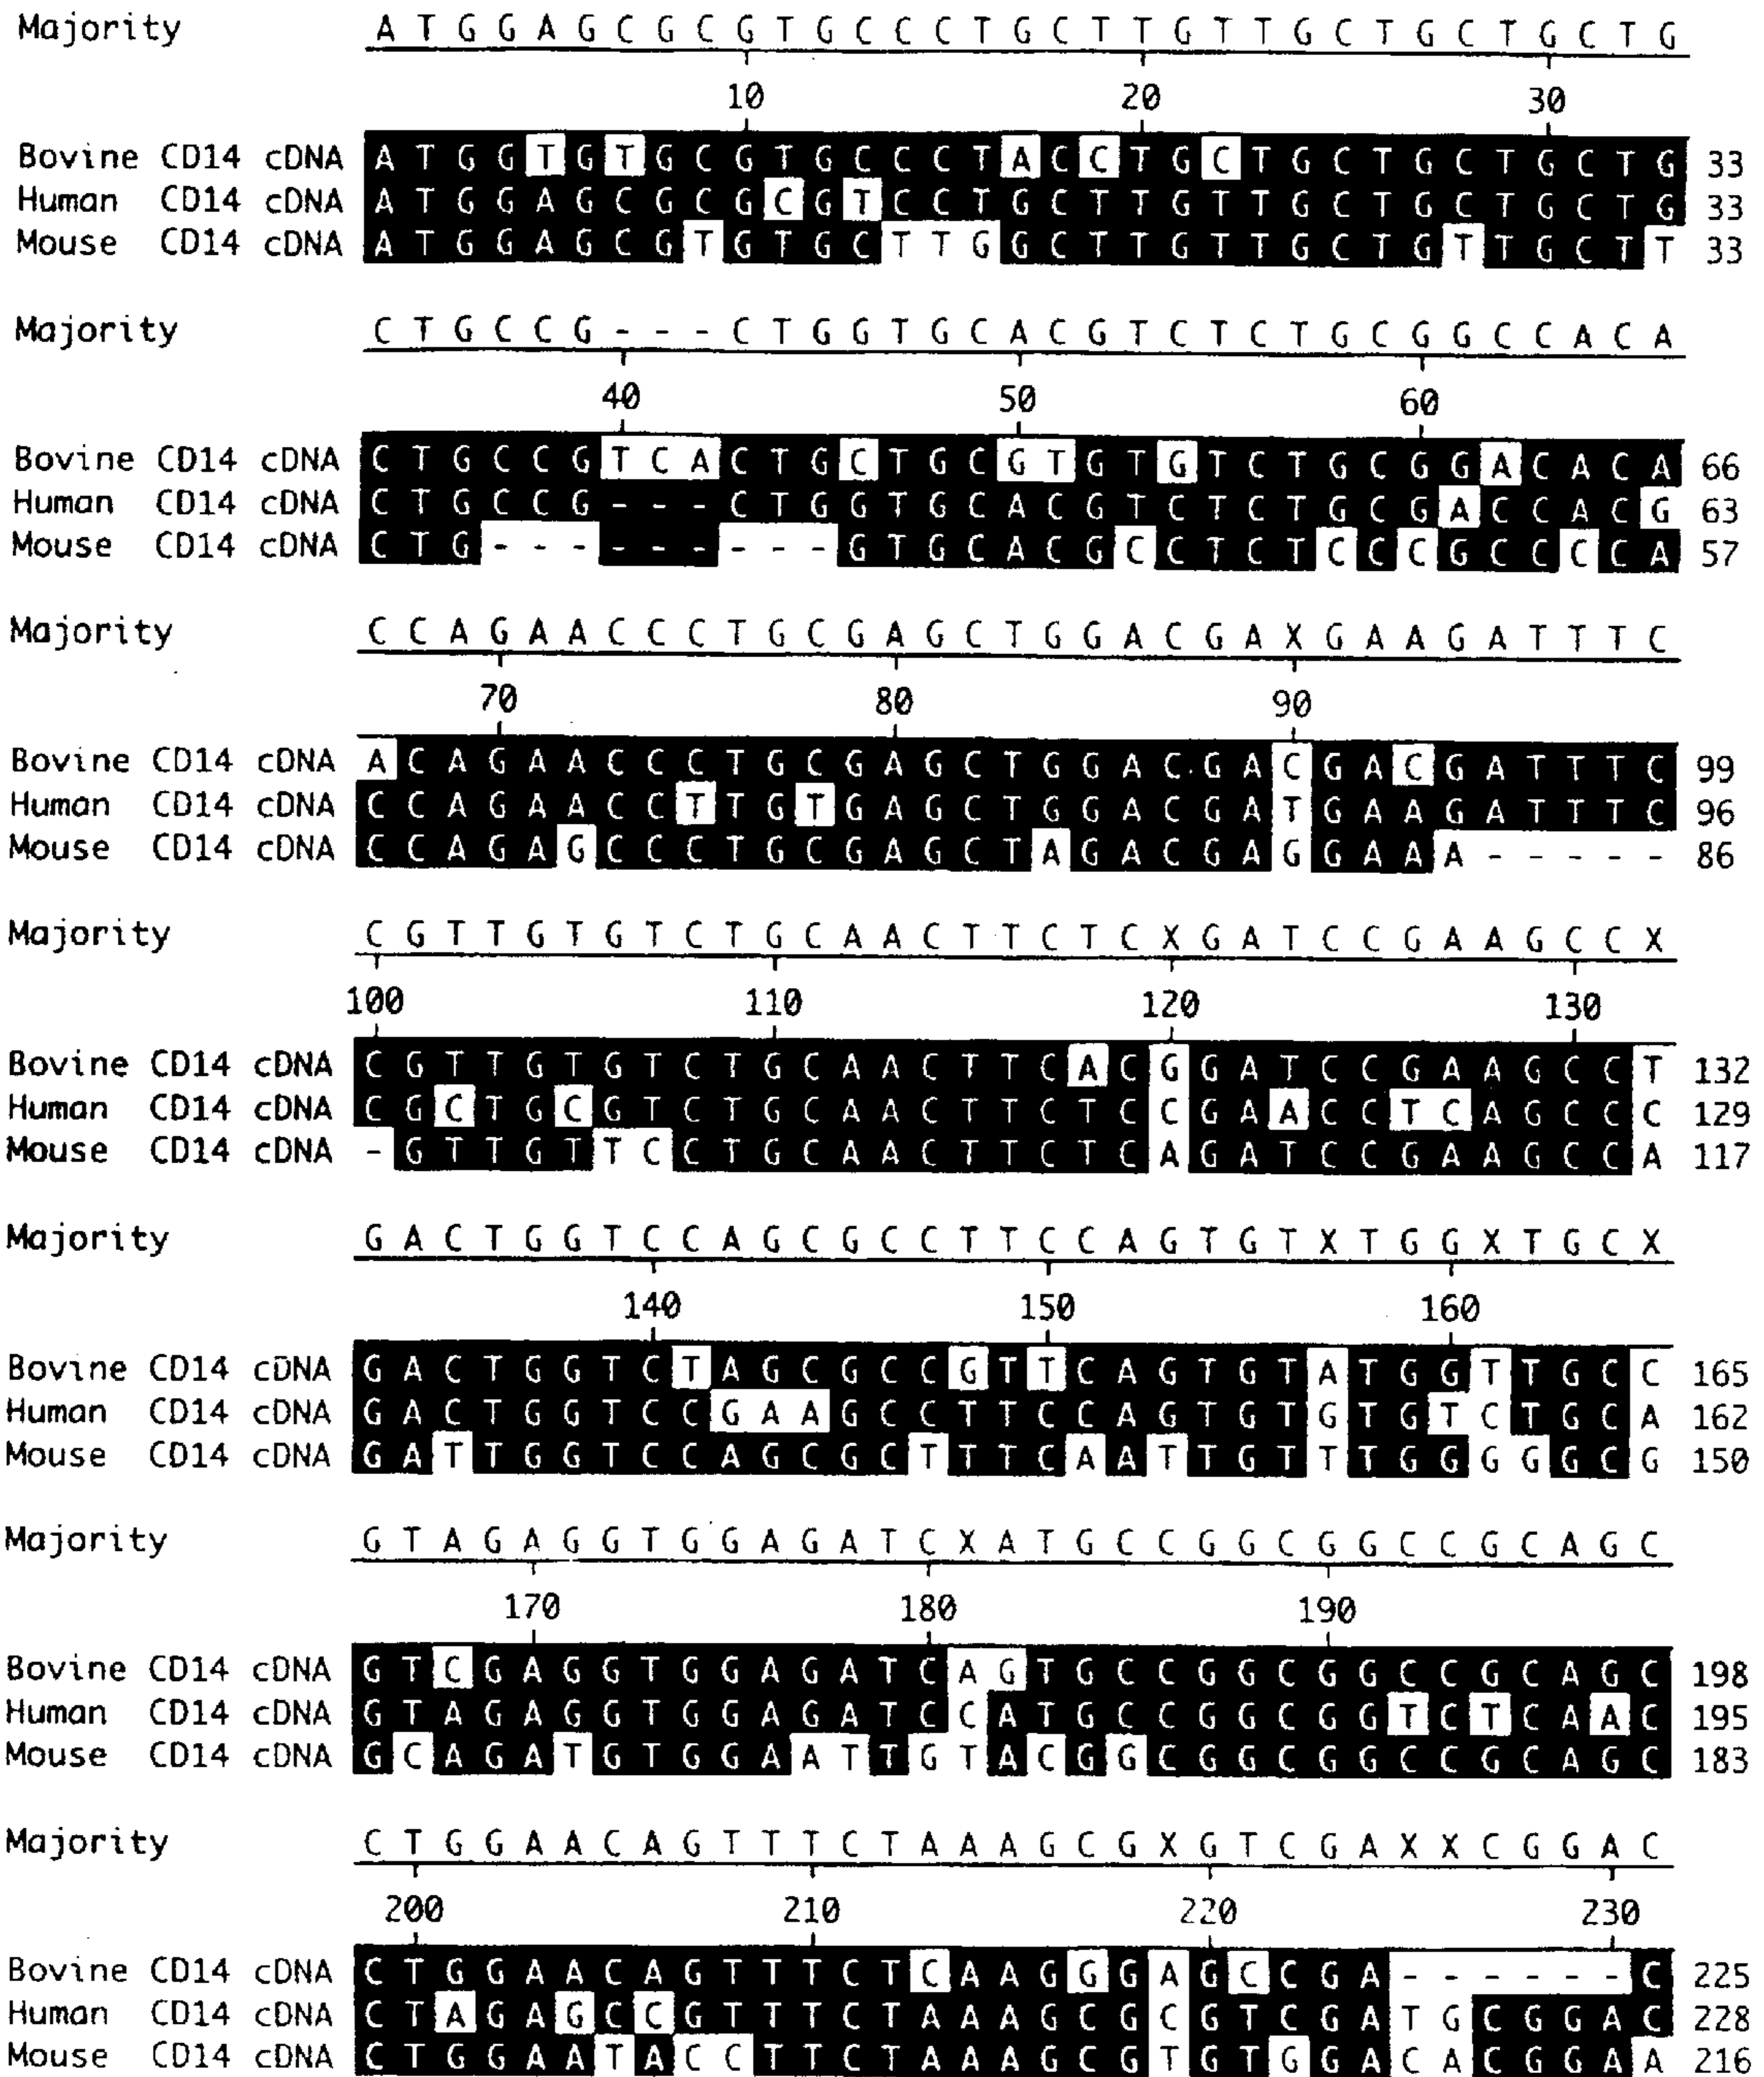 Majority A T G G A G C G C G T G C C C T G C T T G T T G C T G C T G C T G
10 20 30
Bovine CD14 cDNA A T G G T G T G C G T G C C C T A C C T G C T G C T G C T G C T G 33
Human CD14 cDNA A T G G A G C G C G C G T C C T G C T T G T T G C T G C T G C T G 33
Mouse CD14 cDNA A T G G A G C G T G T G C T T G G C T T G T T G C T G T T G C T T 33
Majority C T G C C G - - - C T G G T G C A C G T C T C T G C G G C C A C A
40 50 60
Bovine CD14 cDNA C T G C C G T C A C T G C T G C G T G T G T C T G C G G A C A C A 66
Human CD14 cDNA C T G C C G - - - C T G G T G C A C G T C T C T G C G A C C A C G 63
Mouse CD14 cDNA C T G - - - - - - - - - G T G C A C G C C T C T C C C G C C C C A 57
Majority C C A G A A C C C T G C G A G C T G G A C G A X G A A G A T T T C
70 80 90
Bovine CD14 cDNA A C A G A A C C C T G C G A G C T G G A C G A C G A C G A T T T C 99
Human CD14 cDNA C C A G A A C C T T G T G A G C T G G A C G A T G A A G A T T T C 96
Mouse CD14 cDNA C C A G A G C C C T G C G A G C T A G A C G A G G A A A - - - - - 86
Majority C G T T G T G T C T G C A A C T T C T C X G A T C C G A A G C C X
100 110 120 130
Bovine CD14 cDNA C G T T G T G T C T G C A A C T T C A C G G A T C C G A A G C C T 132
Human CD14 cDNA C G C T G C G T C T G C A A C T T C T C C G A A C C T C A G C C C 129
Mouse CD14 cDNA - G T T G T T C C T G C A A C T T C T C A G A T C C G A A G C C A 117
Majority G A C T G G T C C A G C G C C T T C C A G T G T X T G G X T G C X
140 150 160
Bovine CD14 cDNA G A C T G G T C T A G C G C C G T T C A G T G T A T G G T T G C C 165
Human CD14 cDNA G A C T G G T C C G A A G C C T T C C A G T G T G T G T C T G C A 162
Mouse CD14 cDNA G A T T G G T C C A G C G C T T T C A A T T G T T T G G G G G C G 150
Majority G T A G A G G T G G A G A T C X A T G C C G G C G G C C G C A G C
170 180 190
Bovine CD14 cDNA G T C G A G G T G G A G A T C A G T G C C G G C G G C C G C A G C 198
Human CD14 cDNA G T A G A G G T G G A G A T C C A T G C C G G C G G T C T C A A C 195
Mouse CD14 cDNA G C A G A T G T G G A A T T G T A C G G C G G C G G C C G C A G C 183
Majority C T G G A A C A G T T T C T A A A G C G X G T C G A X X C G G A C
200 210 220 230
Bovine CD14 cDNA C T G G A A C A G T T T C T C A A G G G A G C C G A - - - - - - C 225
Human CD14 cDNA C T A G A G C C G T T T C T A A A G C G C G T C G A T G C G G A C 228
Mouse CD14 cDNA C T G G A A T A C C T T C T A A A G C G T G T G G A C A C G G A A 216